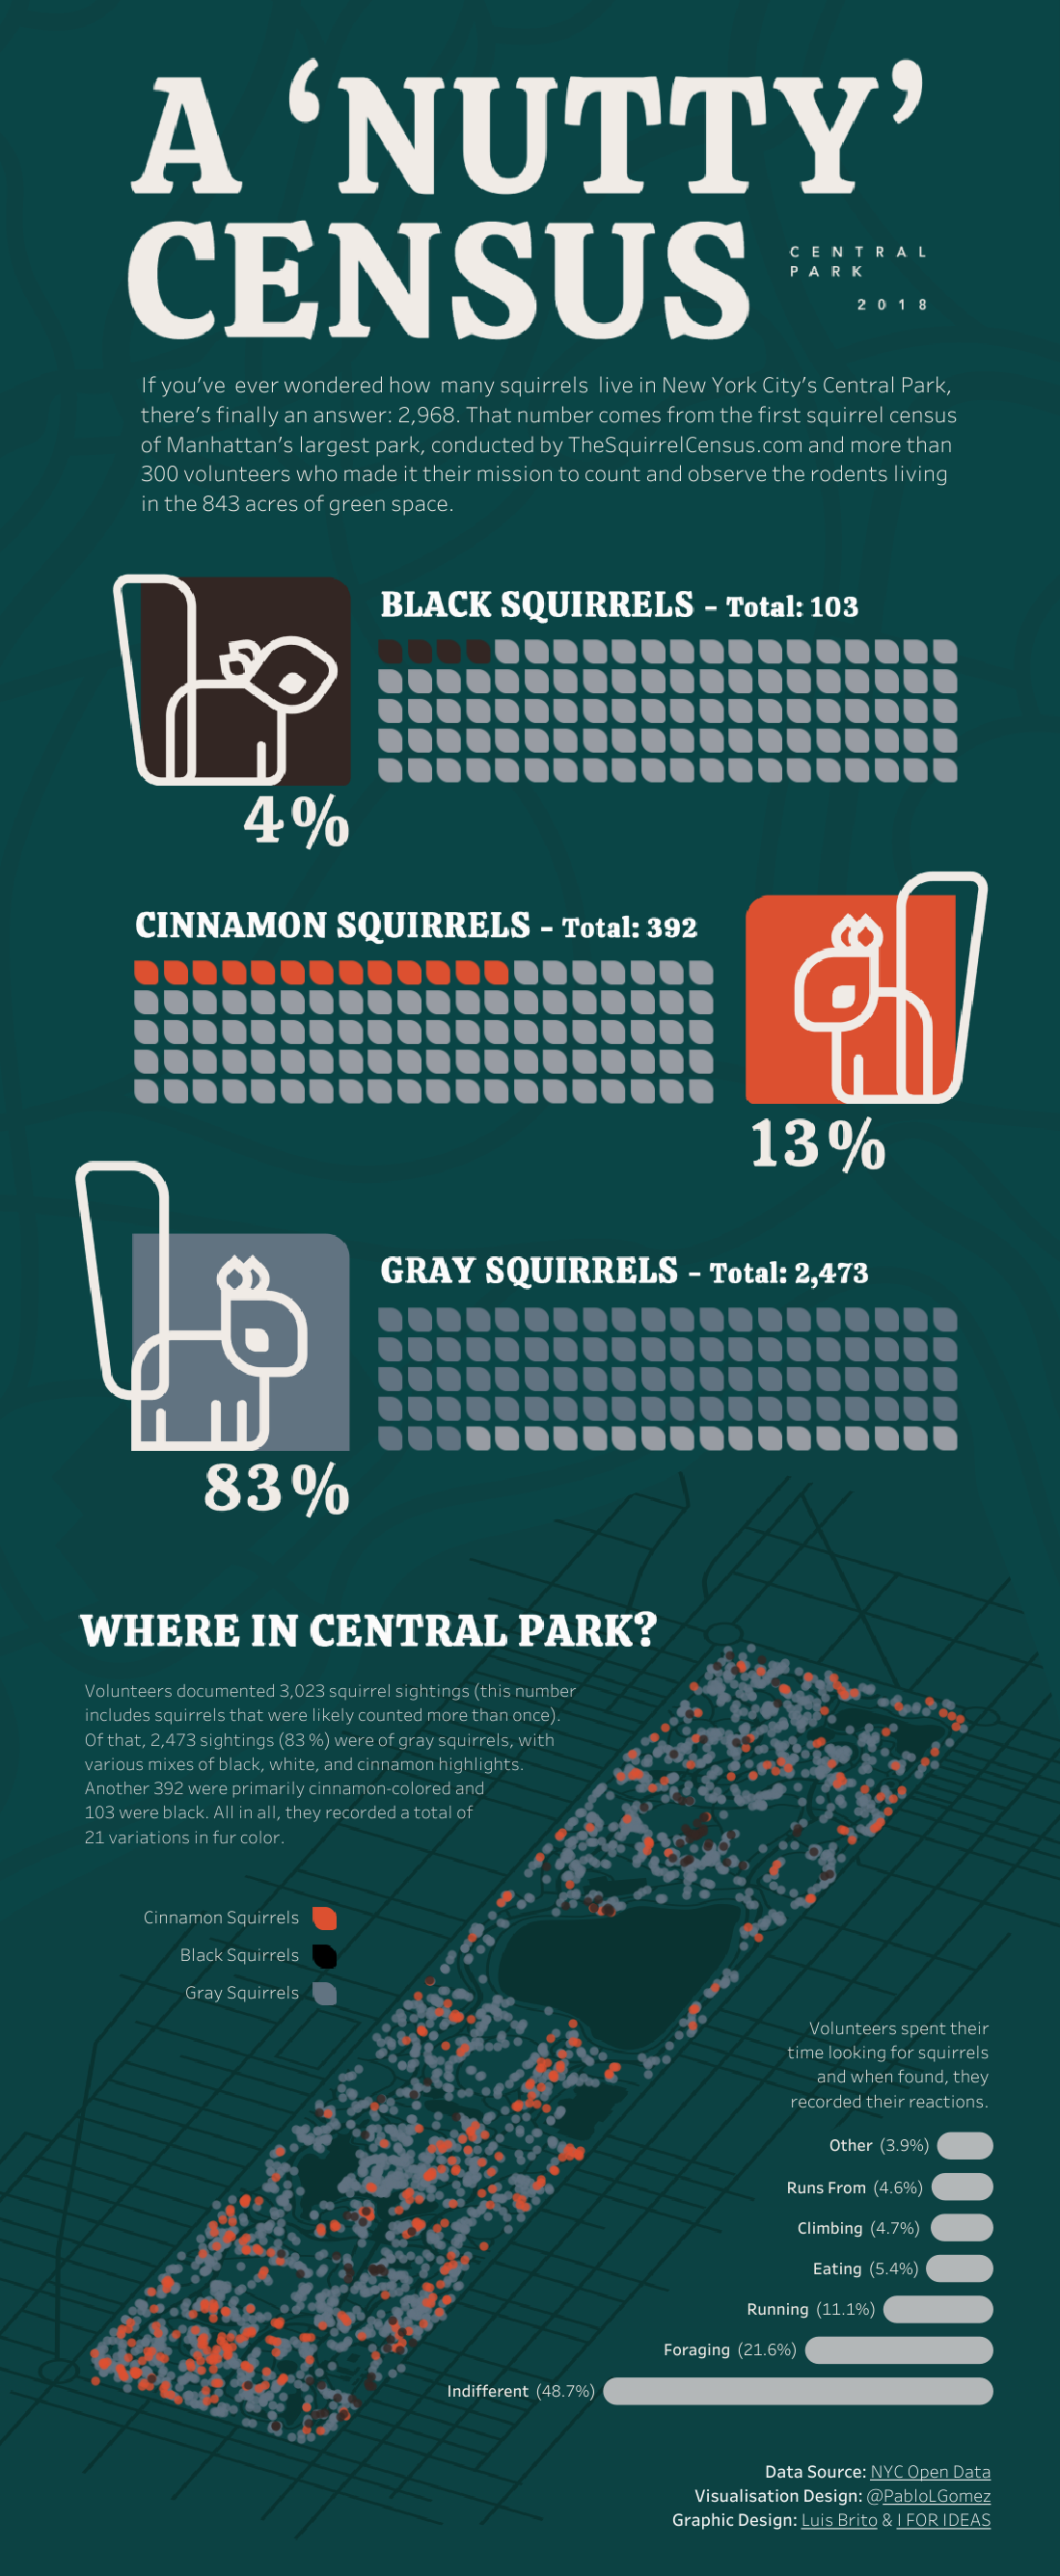 A ‘NUTTY’
CENSUS
CENTRAL
PARK
2018
If you’ve ever wondered how many squirrels live in New York City’s Central Park,
there’s finally an answer: 2,968. That number comes from the first squirrel census
of Manhattan’s largest park, conducted by TheSquirrelCensus.com and more than
300 volunteers who made it their mission to count and observe the rodents living
in the 843 acres of green space.
BLACK SQUIRRELS - Total: 103
4%
CINNAMON SQUIRRELS - Total: 392
13%
GRAY SQUIRRELS - Total: 2,473
83%
WHERE IN CENTRAL PARK?
Volunteers documented 3,023 squirrel sightings (this number
includes squirrels that were likely counted more than once).
Of that, 2,473 sightings (83 %) were of gray squirrels, with
various mixes of black, white, and cinnamon highlights.
Another 392 were primarily cinnamon-colored and
103 were black. All in all, they recorded a total of
21 variations in fur color.
Cinnamon Squirrels
Black Squirrels
Gray Squirrels
Volunteers spent their
time looking for squirrels
and when found, they
recorded their reactions.
Other (3.9%)
Runs From (4.6%)
Climbing (4.7%)
Eating (5.4%)
Running (11.1%)
Foraging (21.6%)
Indifferent (48.7%)
Data Source: NYC Open Data
Visualisation Design: @PabloLGomez
Graphic Design: Luis Brito & I FOR IDEAS